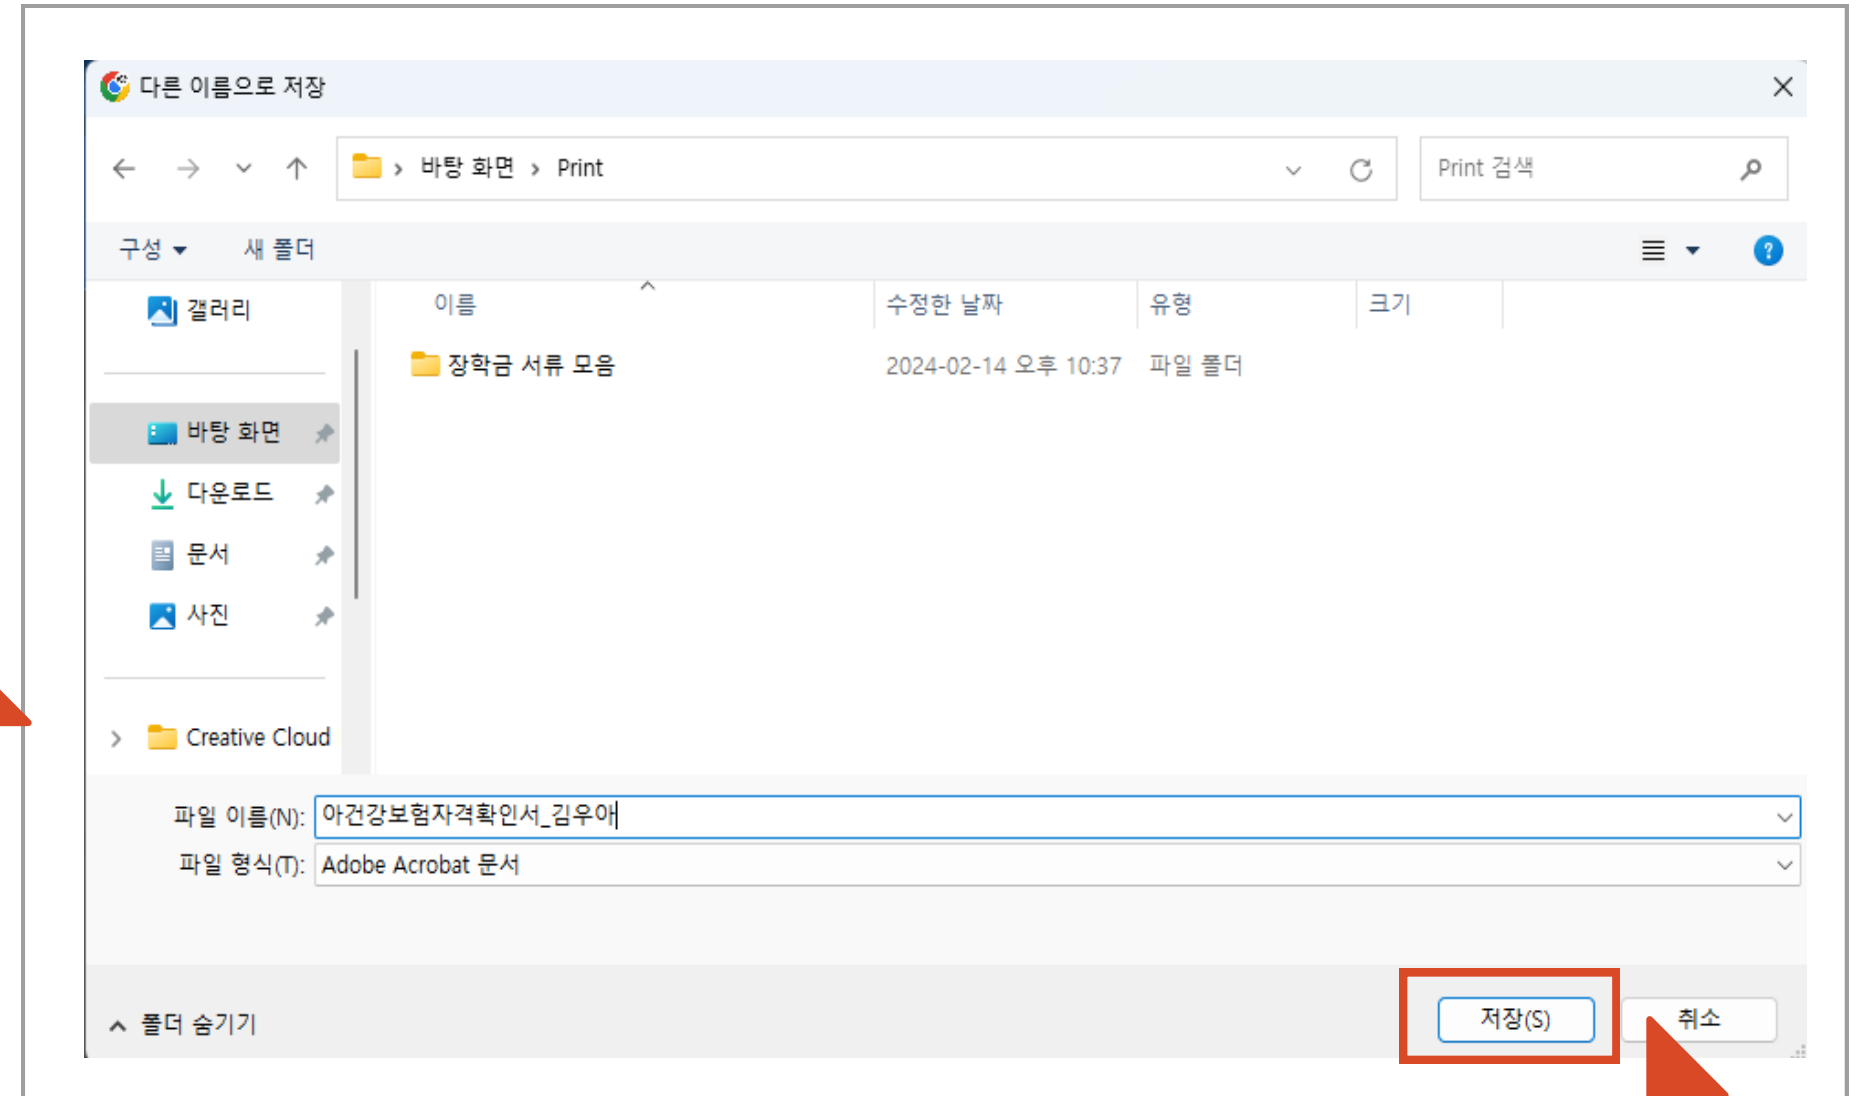 다른 이름으로 저장
바탕 화면 > Print
Print 검색
구성
새 폴더
갤러리
이름
수정한 날짜
유형
크기
장학금 서류 모음
2024-02-14 오후 10:37
파일 폴더
바탕 화면
다운로드
문서
사진
Creative Cloud
파일 이름(N): 아건강보험자격확인서_김우아
파일 형식(T): Adobe Acrobat 문서
폴더 숨기기
저장(S)
취소